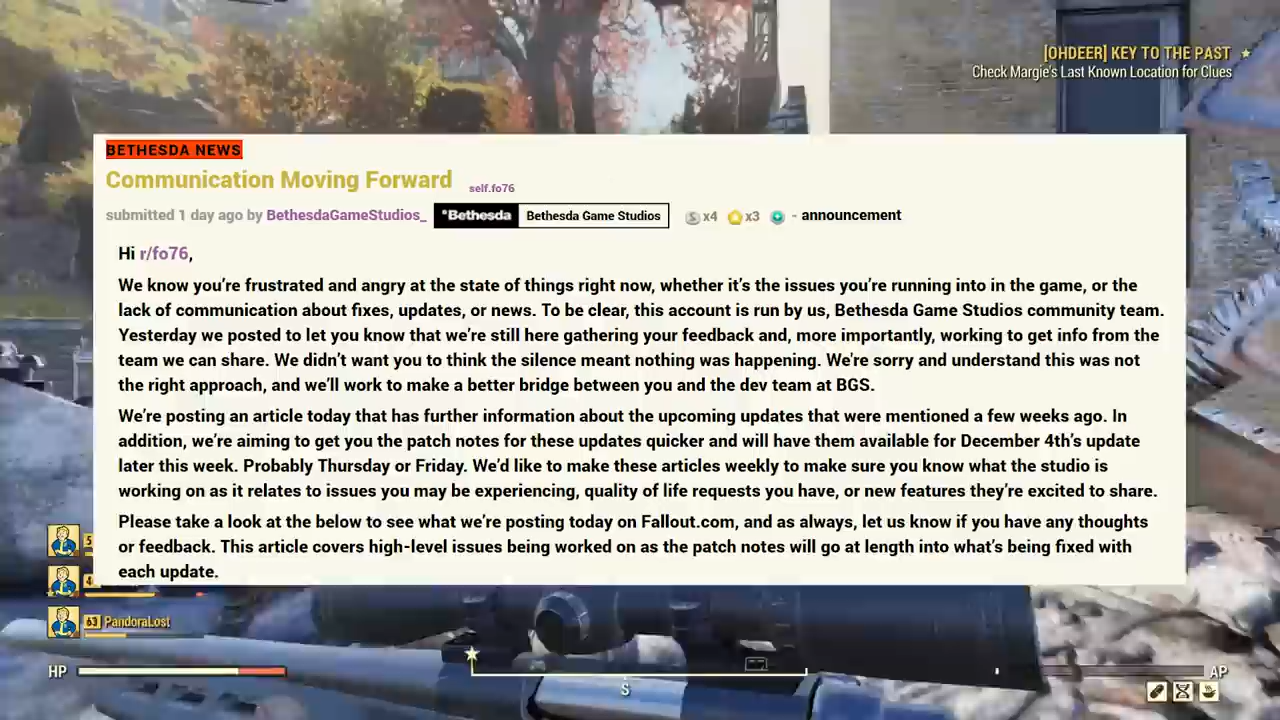 [OHDEER] KEY TO THE PAST
Check Margie's Last Known Location for Clues
BETHESDA NEWS
Communication Moving Forward self.fo76
submitted 1 day ago by BethesdaGameStudios_ *Bethesda Bethesda Game Studios x4 x3 - announcement
Hi r/fo76,
We know you're frustrated and angry at the state of things right now, whether it's the issues you're running into in the game, or the
lack of communication about fixes, updates, or news. To be clear, this account is run by us, Bethesda Game Studios community team.
Yesterday we posted to let you know that we're still here gathering your feedback and, more importantly, working to get info from the
team we can share. We didn't want you to think the silence meant nothing was happening. We're sorry and understand this was not
the right approach, and we'll work to make a better bridge between you and the dev team at BGS.
We're posting an article today that has further information about the upcoming updates that were mentioned a few weeks ago. In
addition, we're aiming to get you the patch notes for these updates quicker and will have them available for December 4th's update
later this week. Probably Thursday or Friday. We'd like to make these articles weekly to make sure you know what the studio is
working on as it relates to issues you may be experiencing, quality of life requests you have, or new features they're excited to share.
Please take a look at the below to see what we're posting today on Fallout.com, and as always, let us know if you have any thoughts
or feedback. This article covers high-level issues being worked on as the patch notes will go at length into what's being fixed with
each update.
63 PandoraLost
HP
S
AP